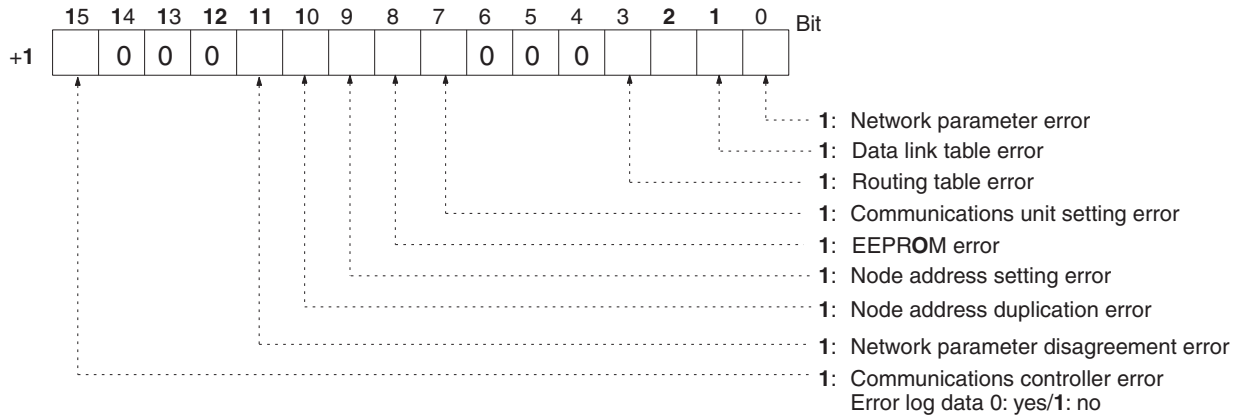 15 14 13 12 11 10 9 8 7 6 5 4 3 2 1 0 Bit
+1 0 0 0 0 0 0
1: Network parameter error
1: Data link table error
1: Routing table error
1: Communications unit setting error
1: EEPROM error
1: Node address setting error
1: Node address duplication error
1: Network parameter disagreement error
1: Communications controller error
Error log data 0: yes/1: no